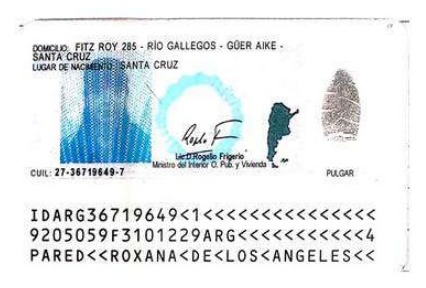 DOMICILIO: FITZ ROY 285 - RÍO GALLEGOS - GÜER AIKE -
SANTA CRUZ
LUGAR DE NACIMIENTO: SANTA CRUZ
Lic. D. Rogelio Frigerio
Ministro del Interior O. Pub. y Vivienda
CUIL: 27-36719649-7
PULGAR
IDARG36719649<1<<<<<<<<<<<<<<<
9205059F3101229ARG<<<<<<<<<<<4
PARED<<ROXANA<DE<LOS<ANGELES<<